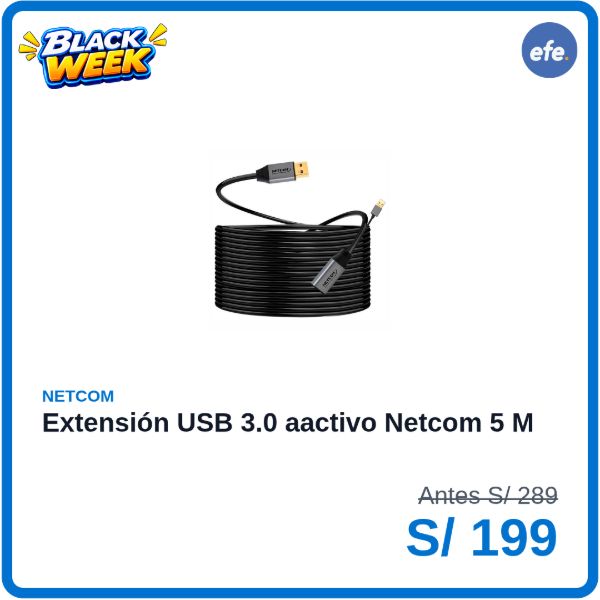 BLACK
WEEK
efe.
NETCOM
Extensión USB 3.0 aactivo Netcom 5 M
Antes S/ 289
S/ 199